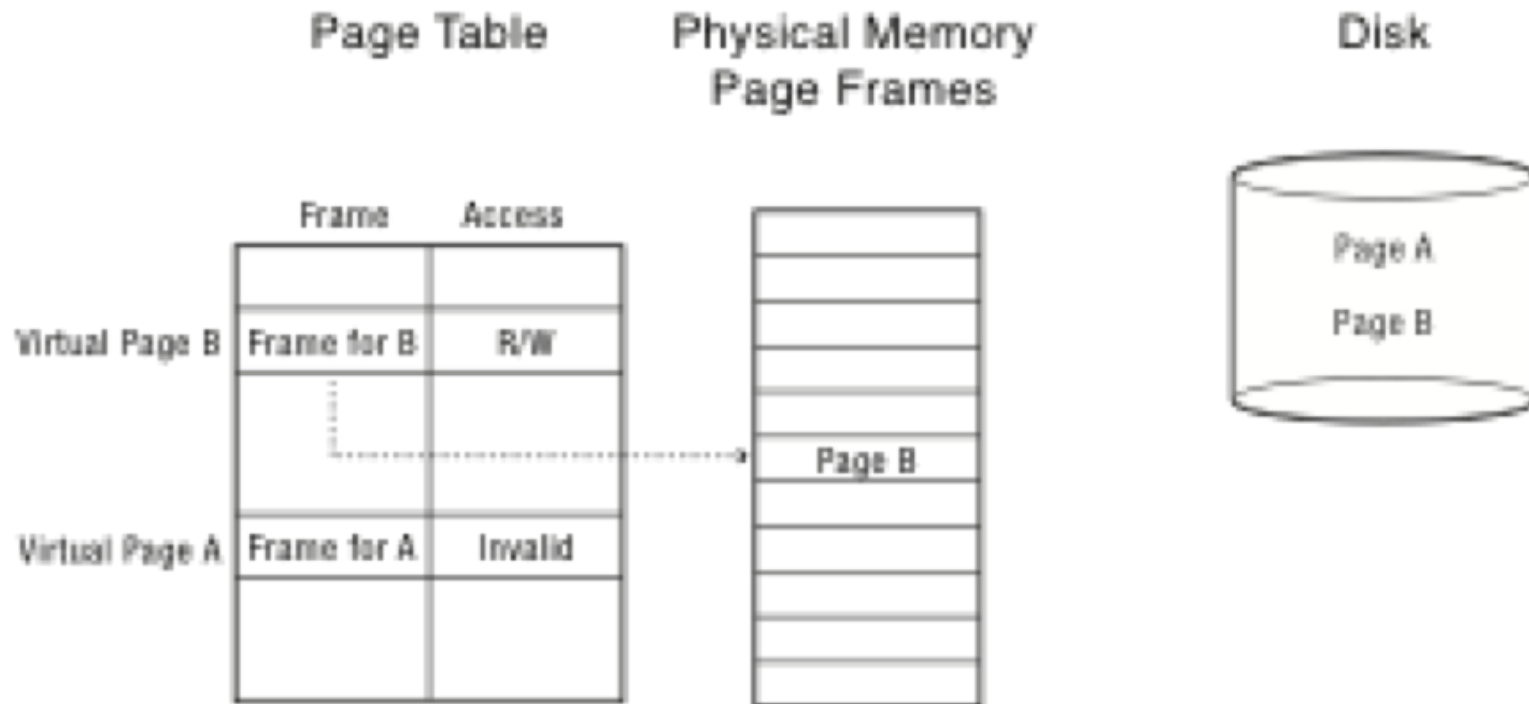 Page Table
Physical Memory
Page Frames
Disk
Frame
Access
Virtual Page B
Frame for B
R/W
Virtual Page A
Frame for A
Invalid
Page B
Page A
Page B